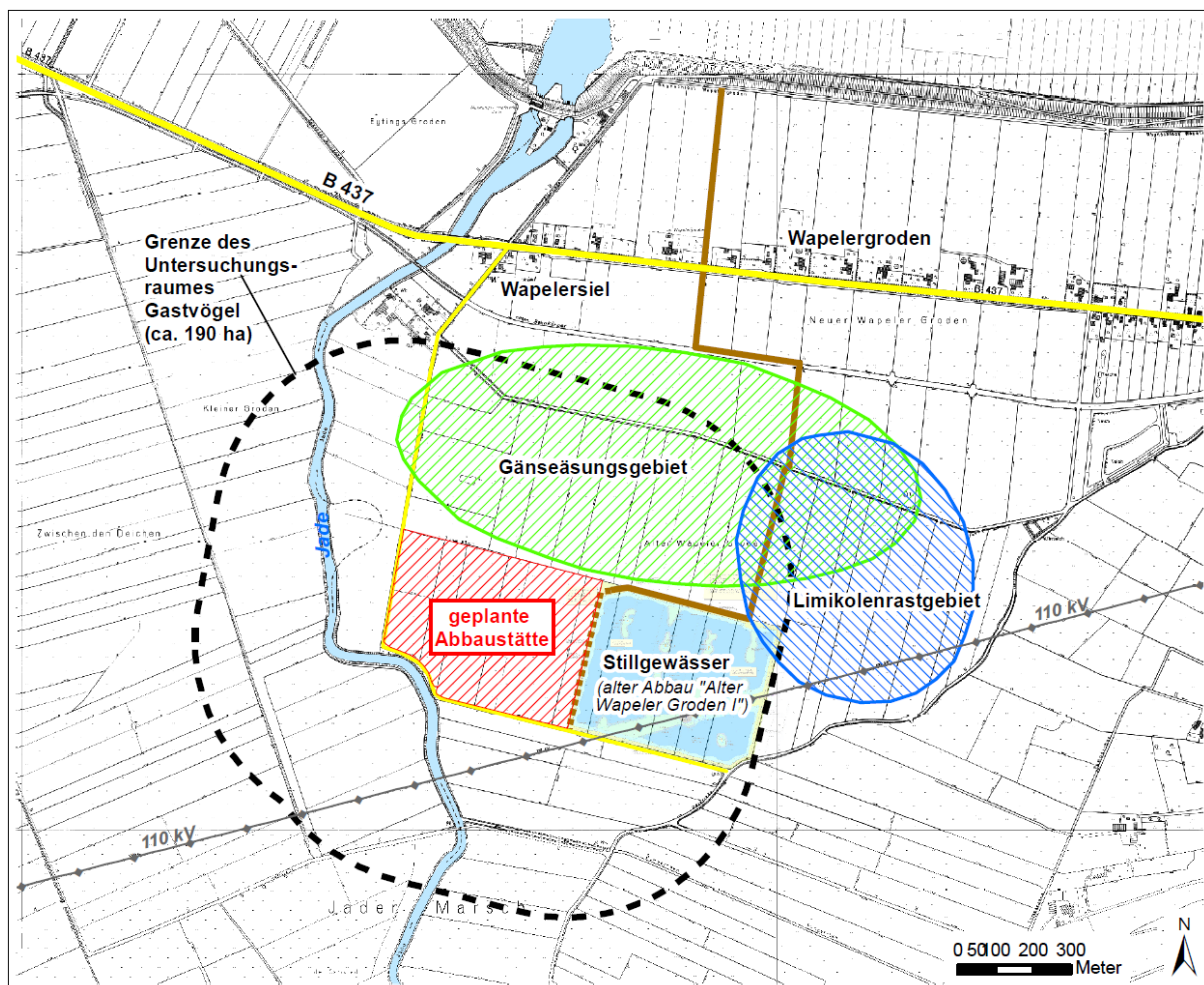 B 437
Eytings Groden
B 437
Grenze des
Untersuchungs-
raumes
Gastvögel
(ca. 190 ha)
Wapelergroden
Wapelersiel
B 437
Neuer Wapeler Groden
Kleiner Groden
Gänseäsungsgebiet
Zwischen den Deichen
Jade
Alter Wapeler
geplante
Abbaustätte
Limikolenrastgebiet
110 kV
Stillgewässer
(alter Abbau "Alter
Wapeler Groden I")
110 kV
Jader Marsch
N
0 50 100 200 300
Meter